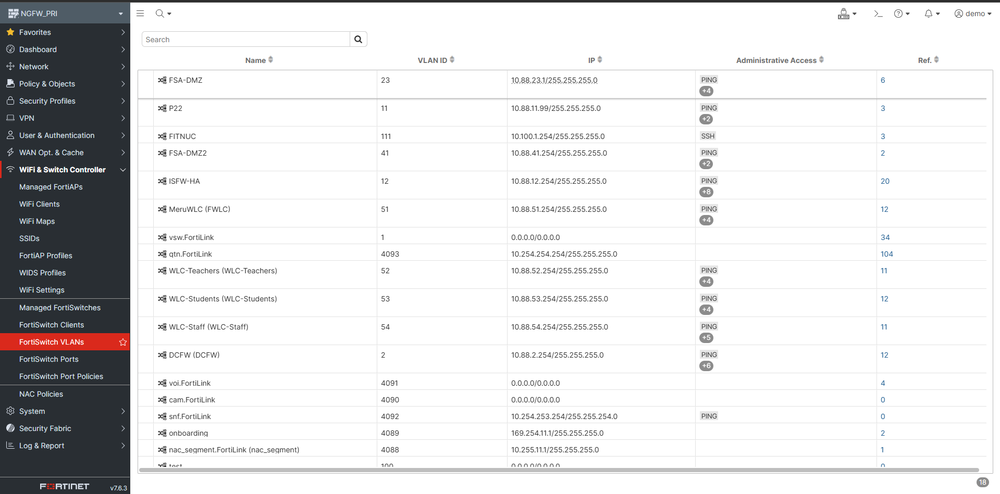 NGFW_PRI
demo
Favorites
Dashboard
Network
Policy & Objects
Security Profiles
VPN
User & Authentication
WAN Opt. & Cache
WiFi & Switch Controller
Managed FortiAPs
WiFi Clients
WiFi Maps
SSIDs
FortiAP Profiles
WIDS Profiles
WiFi Settings
Managed FortiSwitches
FortiSwitch Clients
FortiSwitch VLANs
FortiSwitch Ports
FortiSwitch Port Policies
NAC Policies
System
Security Fabric
Log & Report
FORTINET v7.6.3
Search
Name VLAN ID IP Administrative Access Ref.
FSA-DMZ 23 10.88.23.1/255.255.255.0 PING 6
+4
P22 11 10.88.11.99/255.255.255.0 PING 3
+2
FITNUC 111 10.100.1.254/255.255.255.0 SSH 3
FSA-DMZ2 41 10.88.41.254/255.255.255.0 PING 2
+2
ISFW-HA 12 10.88.12.254/255.255.255.0 PING 20
+8
MeruWLC (FWLC) 51 10.88.51.254/255.255.255.0 PING 12
+4
vsw.FortiLink 1 0.0.0.0/0.0.0.0 34
qtn.FortiLink 4093 10.254.254.254/255.255.255.0 104
WLC-Teachers (WLC-Teachers) 52 10.88.52.254/255.255.255.0 PING 11
+4
WLC-Students (WLC-Students) 53 10.88.53.254/255.255.255.0 PING 12
+4
WLC-Staff (WLC-Staff) 54 10.88.54.254/255.255.255.0 PING 11
+5
DCFW (DCFW) 2 10.88.2.254/255.255.255.0 PING 12
+6
voi.FortiLink 4091 0.0.0.0/0.0.0.0 4
cam.FortiLink 4090 0.0.0.0/0.0.0.0 0
snf.FortiLink 4092 10.254.253.254/255.255.254.0 PING 0
onboarding 4089 169.254.11.1/255.255.255.0 2
nac_segment.FortiLink (nac_segment) 4088 10.255.11.1/255.255.255.0 1
test 100 0.0.0.0/0.0.0.0 0
18